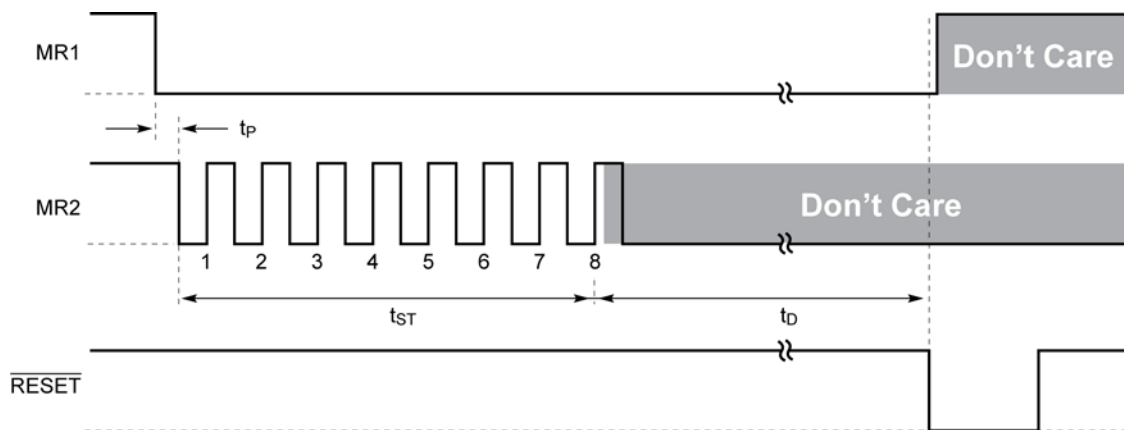 MR1
Don't Care
tP
MR2
Don't Care
1 2 3 4 5 6 7 8
tST
tD
RESET